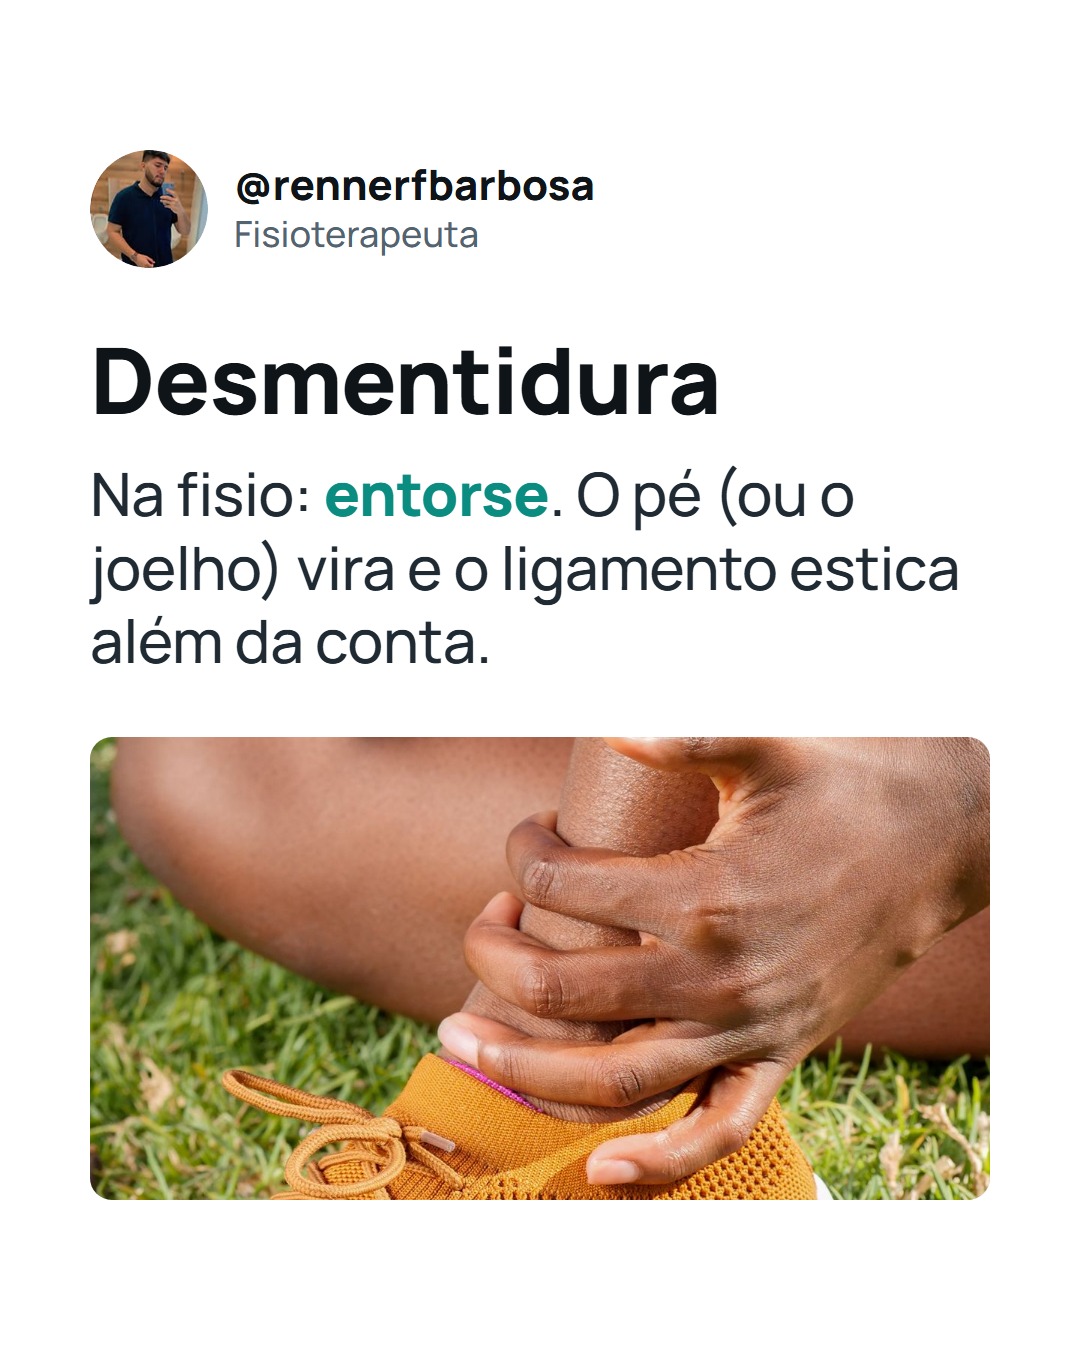 @rennerfbarbosa
Fisioterapeuta
Desmentidura
Na fisio: entorse. O pé (ou o
joelho) vira e o ligamento estica
além da conta.